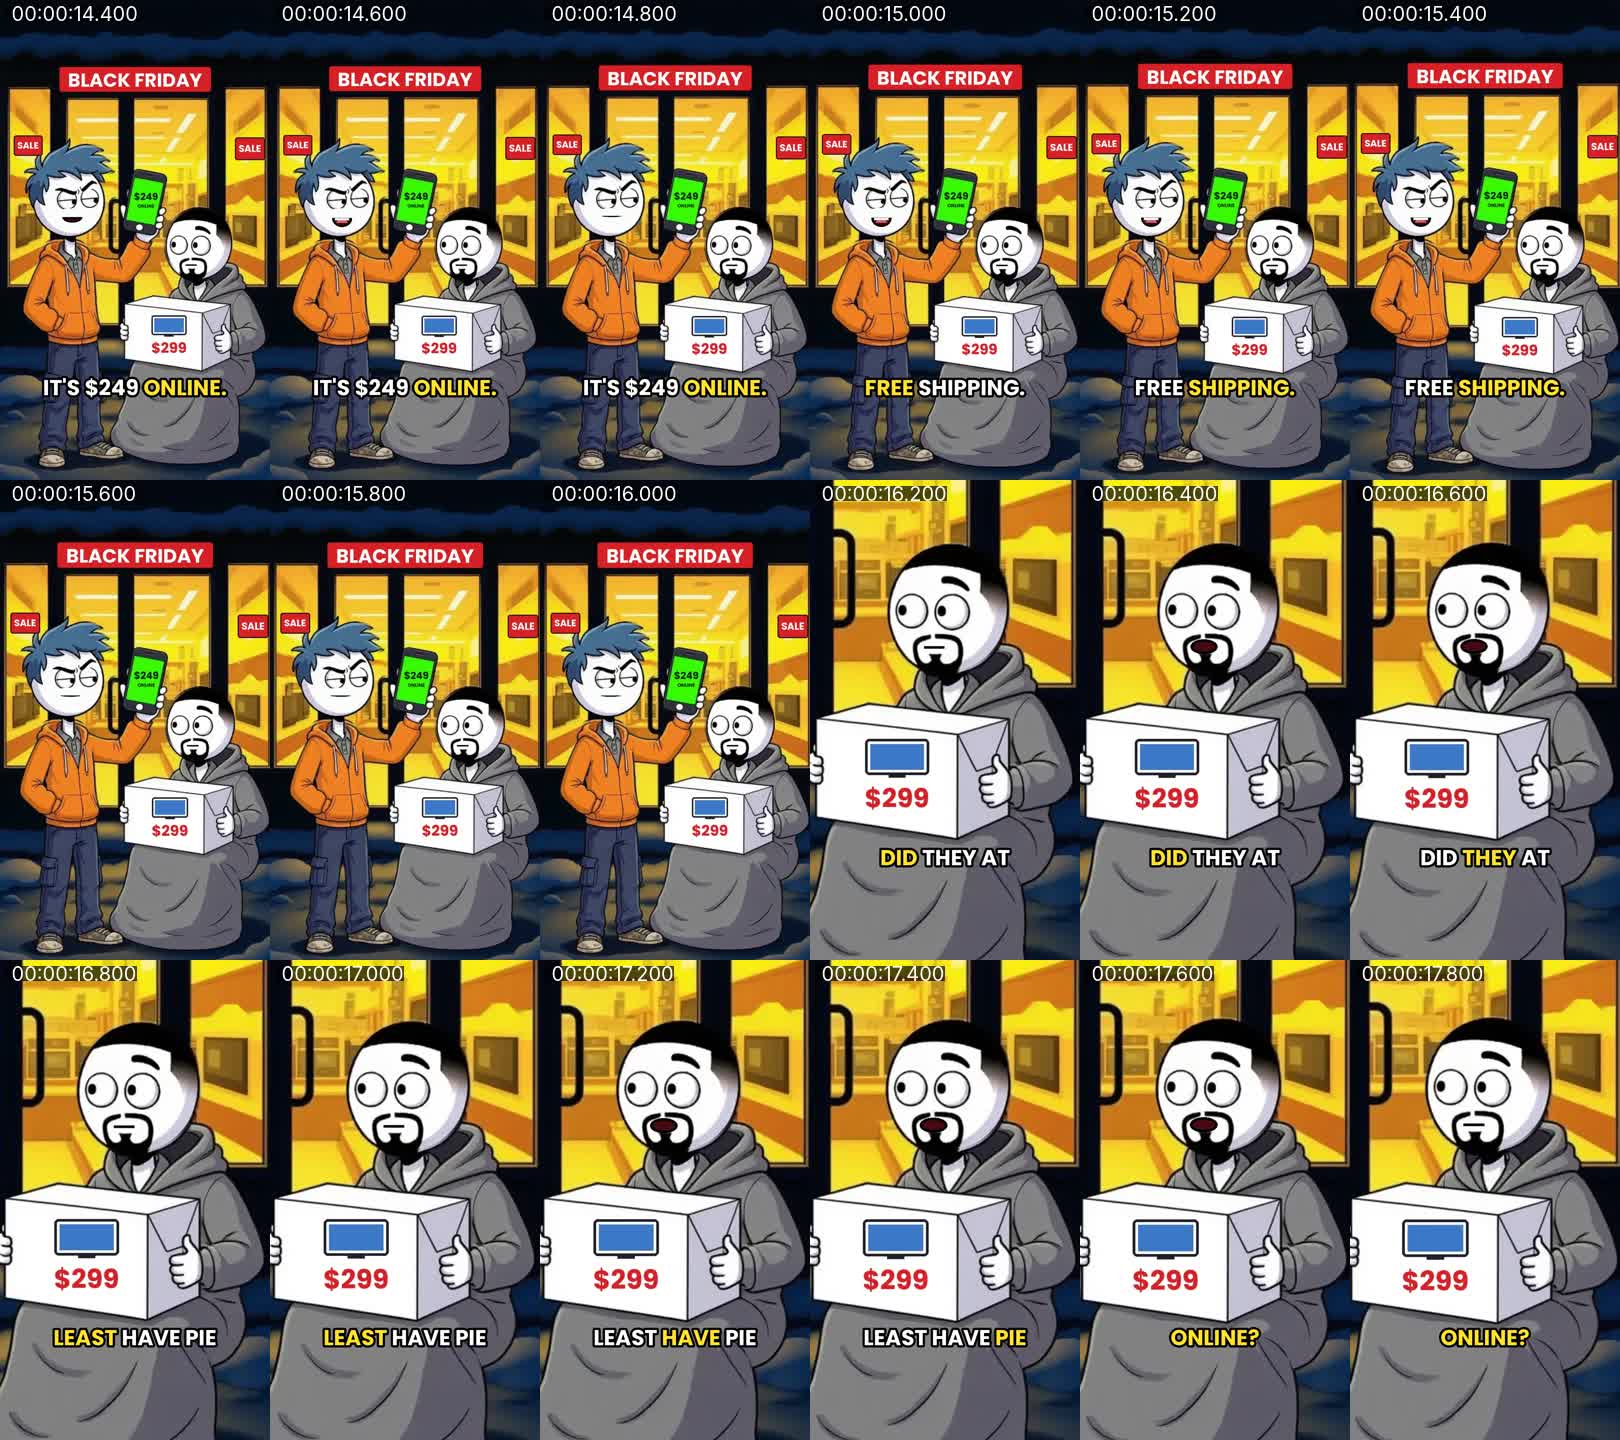 00:00:14.400
BLACK FRIDAY
SALE
SALE
$249
ONLINE
$299
IT'S $249 ONLINE.
00:00:14.600
BLACK FRIDAY
SALE
SALE
$249
ONLINE
$299
IT'S $249 ONLINE.
00:00:14.800
BLACK FRIDAY
SALE
SALE
$249
ONLINE
$299
IT'S $249 ONLINE.
00:00:15.000
BLACK FRIDAY
SALE
SALE
$249
ONLINE
$299
FREE SHIPPING.
00:00:15.200
BLACK FRIDAY
SALE
SALE
$249
ONLINE
$299
FREE SHIPPING.
00:00:15.400
BLACK FRIDAY
SALE
SALE
$249
ONLINE
$299
FREE SHIPPING.
00:00:15.600
BLACK FRIDAY
SALE
SALE
$249
ONLINE
$299
00:00:15.800
BLACK FRIDAY
SALE
SALE
$249
ONLINE
$299
00:00:16.000
BLACK FRIDAY
SALE
SALE
$249
ONLINE
$299
00:00:16.200
$299
DID THEY AT
00:00:16.400
$299
DID THEY AT
00:00:16.600
$299
DID THEY AT
00:00:16.800
$299
LEAST HAVE PIE
00:00:17.000
$299
LEAST HAVE PIE
00:00:17.200
$299
LEAST HAVE PIE
00:00:17.400
$299
LEAST HAVE PIE
00:00:17.600
$299
ONLINE?
00:00:17.800
$299
ONLINE?